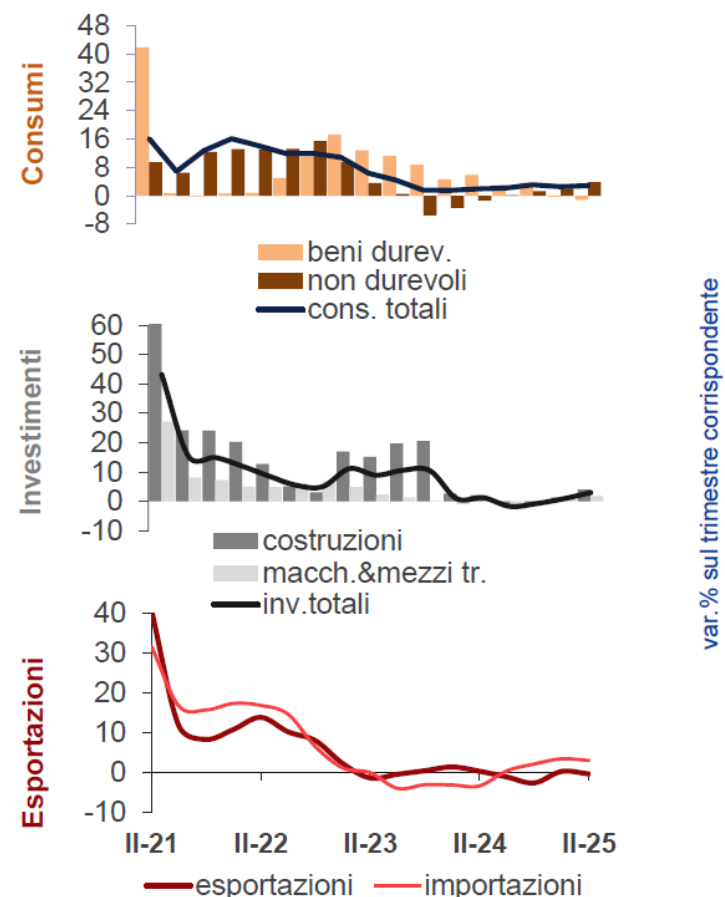 Consumi
48
40
32
24
16
8
0
-8
beni durev.
non durevoli
cons. totali
Investimenti
60
50
40
30
20
10
0
-10
costruzioni
macch.&mezzi tr.
inv.totali
var.% sul trimestre corrispondente
Esportazioni
40
30
20
10
0
-10
II-21 II-22 II-23 II-24 II-25
esportazioni importazioni